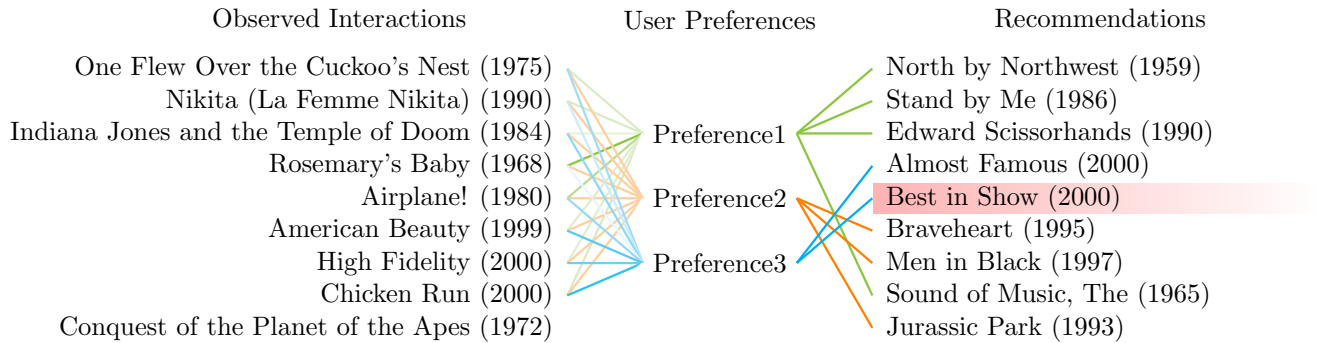 Observed Interactions
User Preferences
Recommendations
One Flew Over the Cuckoo's Nest (1975)
Nikita (La Femme Nikita) (1990)
Indiana Jones and the Temple of Doom (1984)
Rosemary's Baby (1968)
Airplane! (1980)
American Beauty (1999)
High Fidelity (2000)
Chicken Run (2000)
Conquest of the Planet of the Apes (1972)
Preference1
Preference2
Preference3
North by Northwest (1959)
Stand by Me (1986)
Edward Scissorhands (1990)
Almost Famous (2000)
Best in Show (2000)
Braveheart (1995)
Men in Black (1997)
Sound of Music, The (1965)
Jurassic Park (1993)